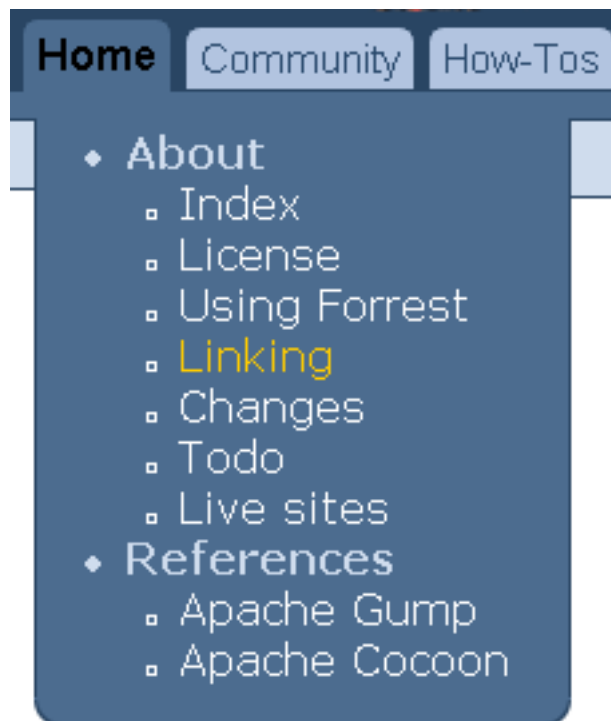 Home Community How-Tos
About
Index
License
Using Forrest
Linking
Changes
Todo
Live sites
References
Apache Gump
Apache Cocoon